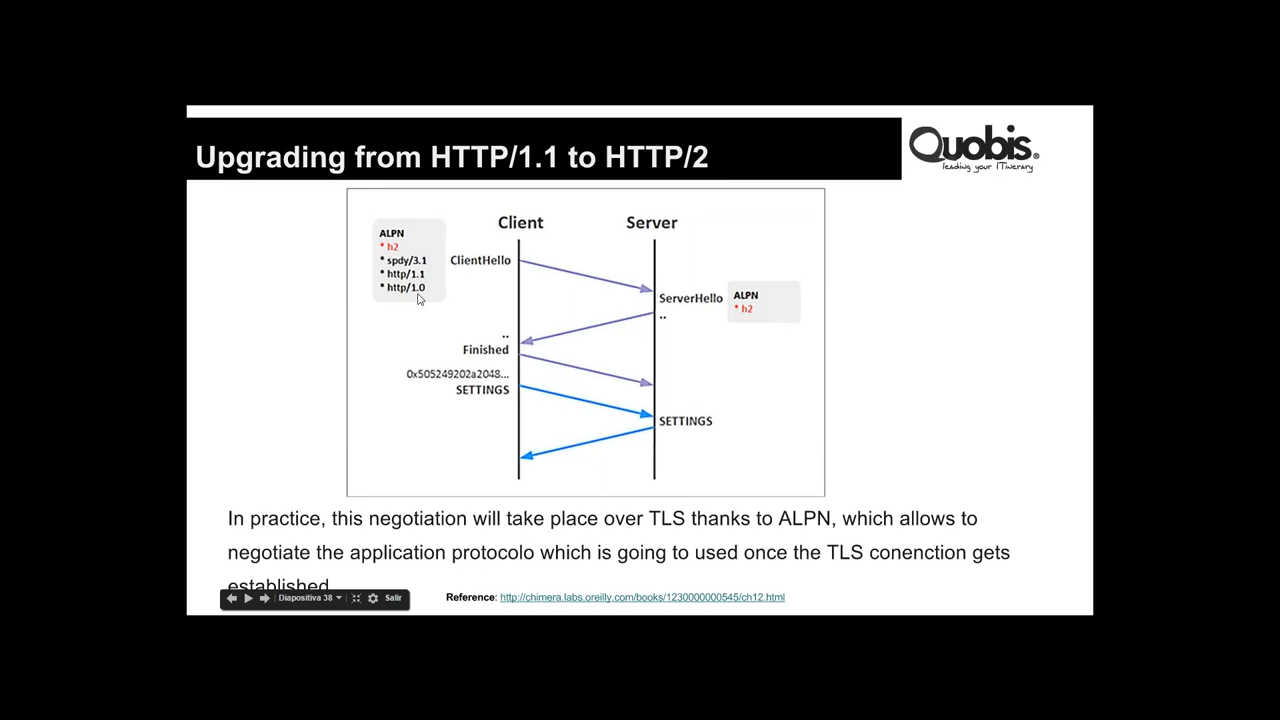 Upgrading from HTTP/1.1 to HTTP/2
Quobis®
leading your ITinerary
Client
Server
ALPN
* h2
* spdy/3.1
* http/1.1
* http/1.0
ClientHello
ServerHello
..
ALPN
* h2
..
Finished
0x505249202a2048...
SETTINGS
SETTINGS
In practice, this negotiation will take place over TLS thanks to ALPN, which allows to
negotiate the application protocolo which is going to used once the TLS conenction gets
established
Diapositiva 38
Salir
Reference: http://chimera.labs.oreilly.com/books/1230000000545/ch12.html